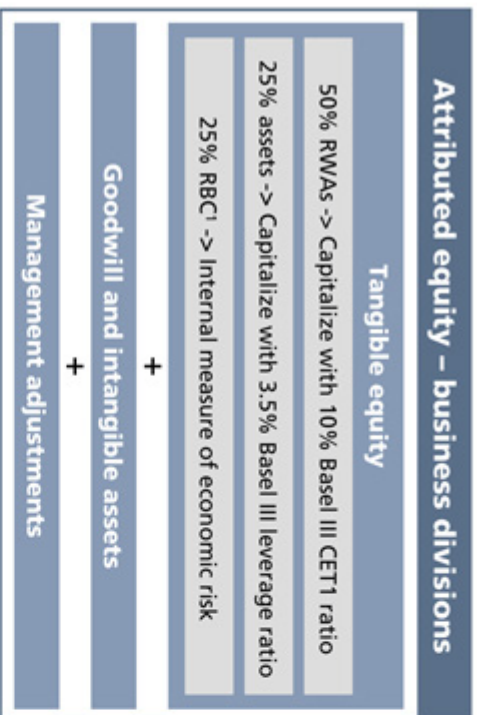 Attributed equity – business divisions
Tangible equity
50% RWAs -> Capitalize with 10% Basel III CET1 ratio
25% assets -> Capitalize with 3.5% Basel III leverage ratio
25% RBC¹ -> Internal measure of economic risk
+
Goodwill and intangible assets
+
Management adjustments